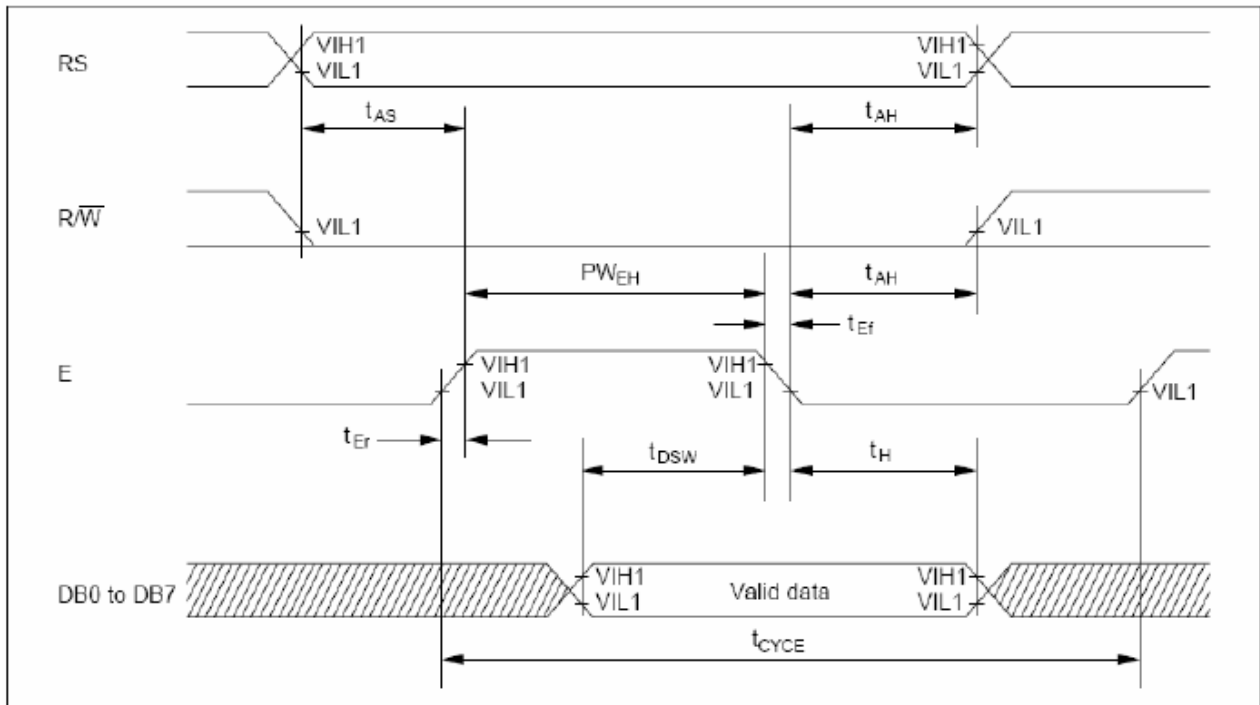 RS
VIH1
VIL1
VIH1
VIL1
tAS
tAH
R/W̅
VIL1
VIL1
PWEH
tAH
tEf
E
VIH1
VIL1
VIH1
VIL1
VIL1
tEr
tDSW
tH
DB0 to DB7
VIH1
VIL1
Valid data
VIH1
VIL1
tCYCE